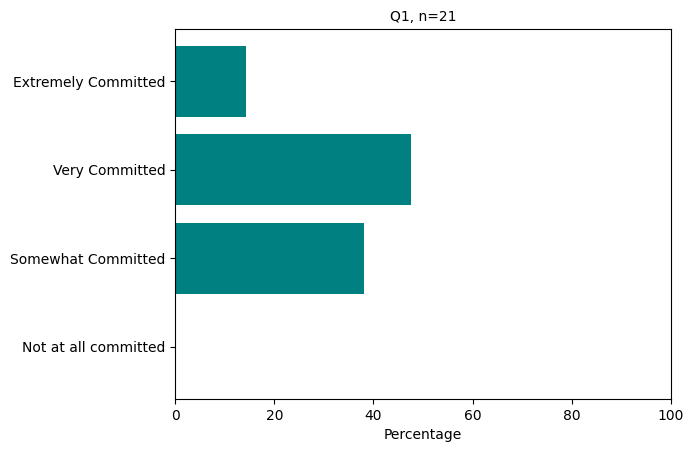 Q1, n=21
Extremely Committed
Very Committed
Somewhat Committed
Not at all committed
0 20 40 60 80 100
Percentage